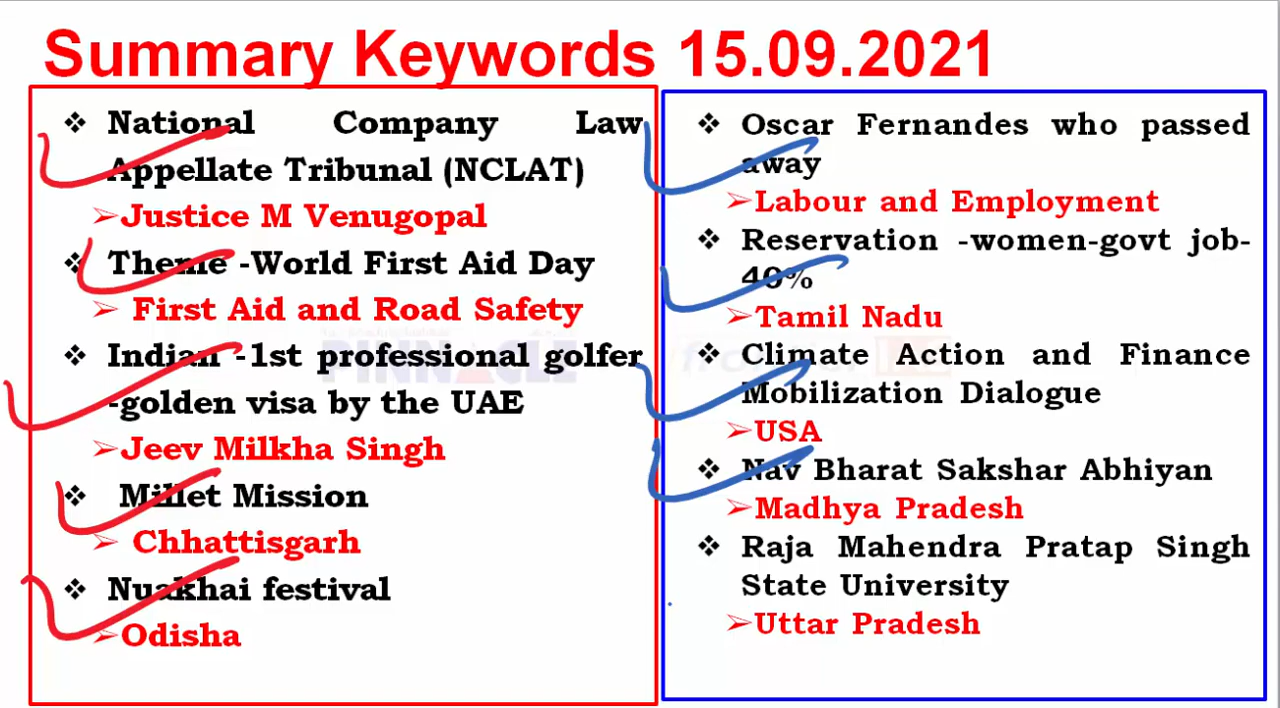 Summary Keywords 15.09.2021
❖ National Company Law
Appellate Tribunal (NCLAT)
➢Justice M Venugopal
❖ Theme -World First Aid Day
➢ First Aid and Road Safety
❖ Indian -1st professional golfer
-golden visa by the UAE
➢Jeev Milkha Singh
❖ Millet Mission
➢ Chhattisgarh
❖ Nuakhai festival
➢Odisha
❖ Oscar Fernandes who passed
away
➢Labour and Employment
❖ Reservation -women-govt job-
40%
➢Tamil Nadu
❖ Climate Action and Finance
Mobilization Dialogue
➢USA
❖ Nav Bharat Sakshar Abhiyan
➢Madhya Pradesh
❖ Raja Mahendra Pratap Singh
State University
➢Uttar Pradesh
PINNACLE